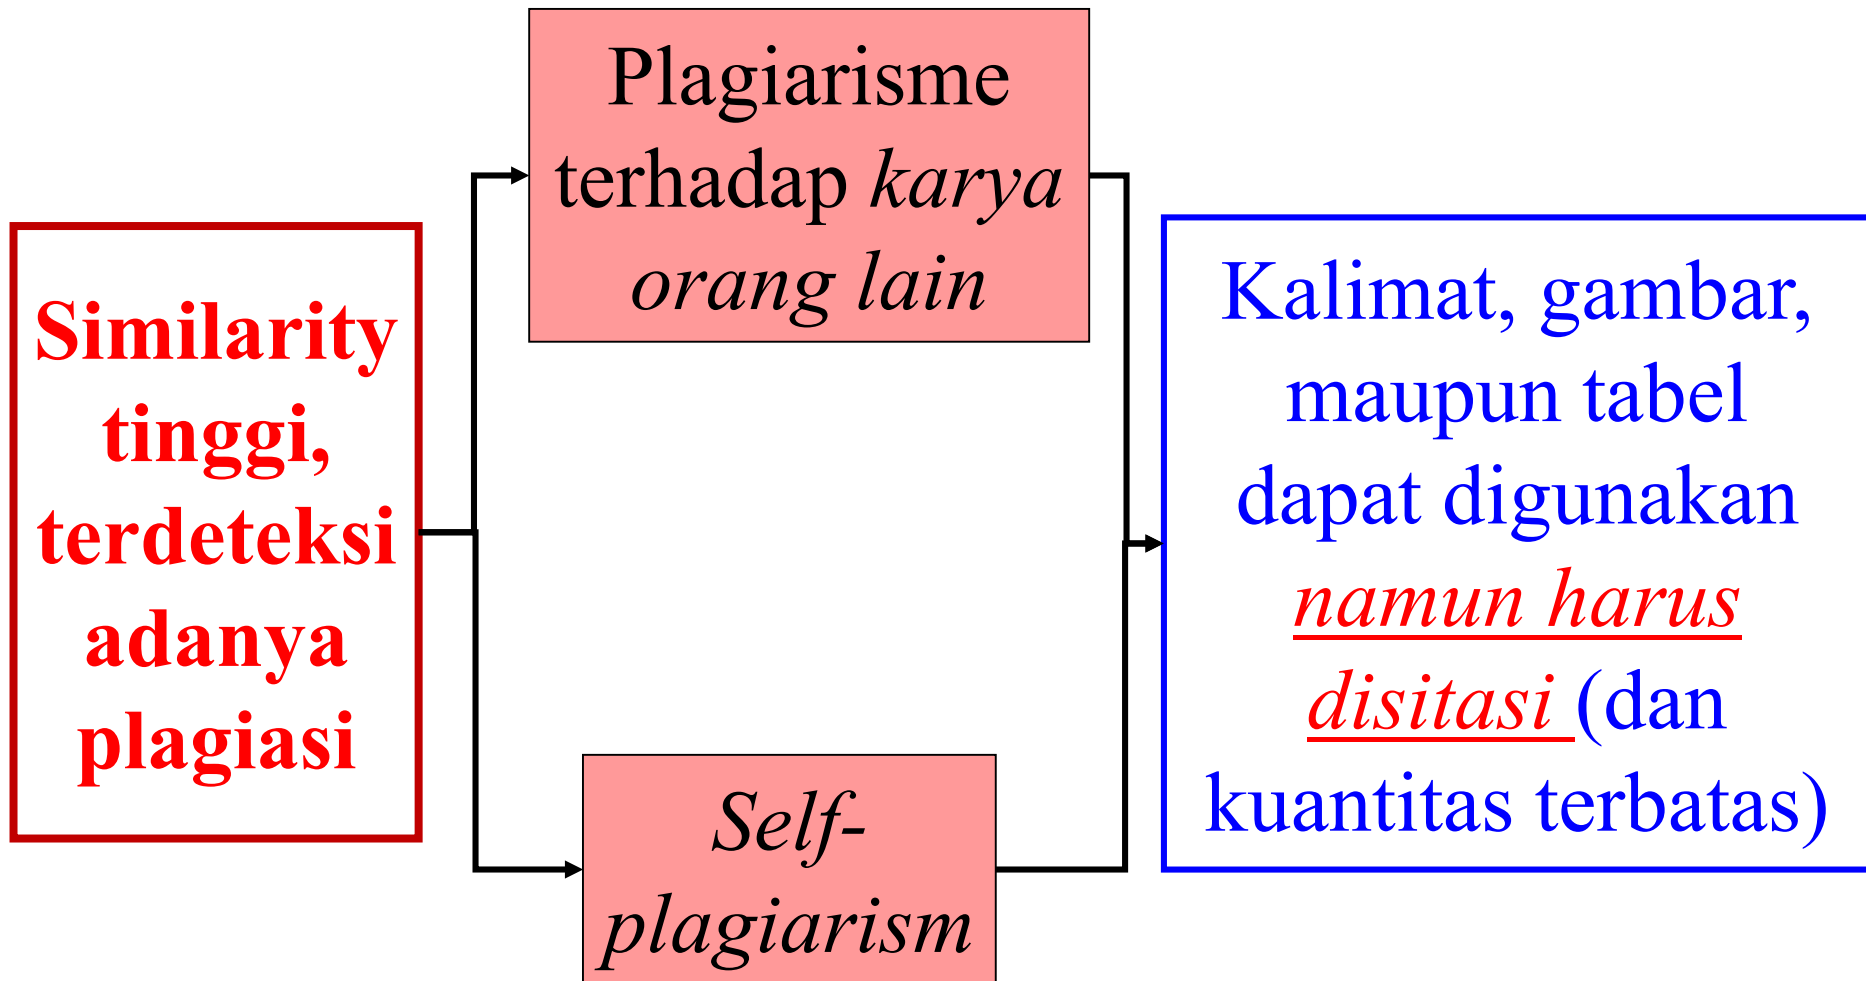 Similarity
tinggi,
terdeteksi
adanya
plagiasi
Plagiarisme
terhadap karya
orang lain
Self-
plagiarism
Kalimat, gambar,
maupun tabel
dapat digunakan
namun harus
disitasi (dan
kuantitas terbatas)